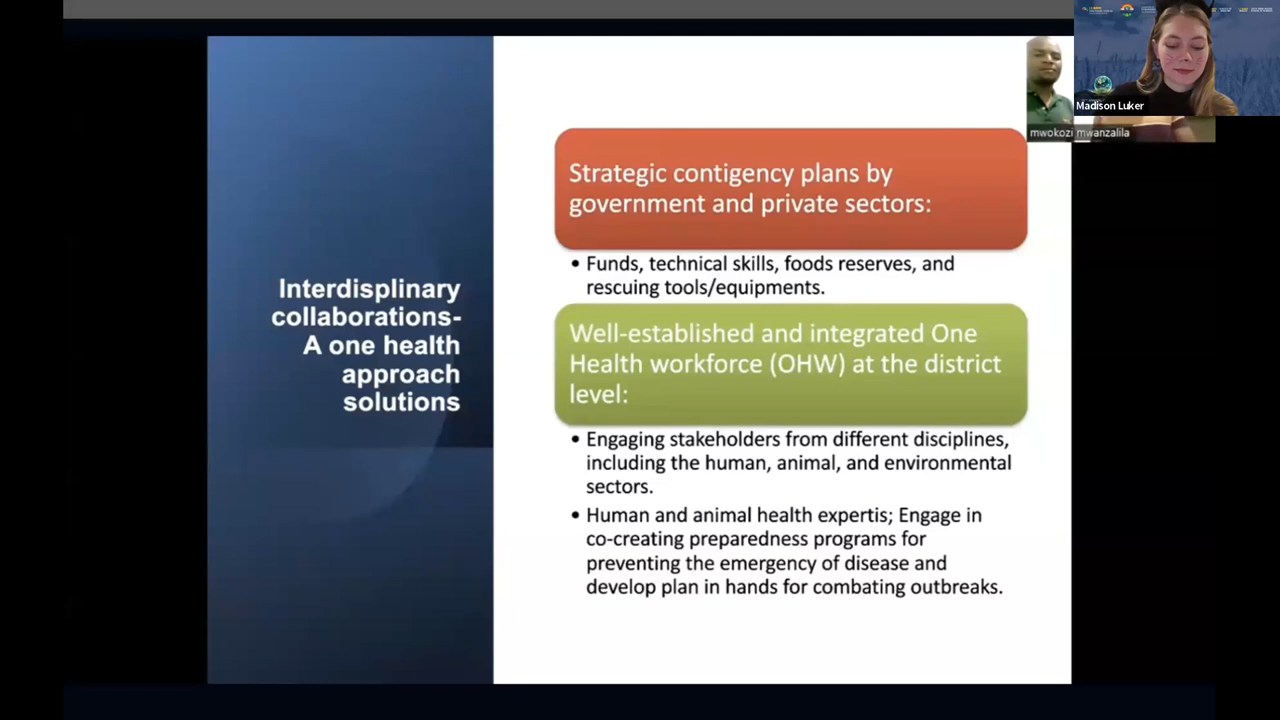 Interdisplinary
collaborations-
A one health
approach
solutions
Strategic contigency plans by
government and private sectors:
• Funds, technical skills, foods reserves, and
rescuing tools/equipments.
Well-established and integrated One
Health workforce (OHW) at the district
level:
• Engaging stakeholders from different disciplines,
including the human, animal, and environmental
sectors.
• Human and animal health expertis; Engage in
co-creating preparedness programs for
preventing the emergency of disease and
develop plan in hands for combating outbreaks.
Madison Luker
mwokozi mwanzalila